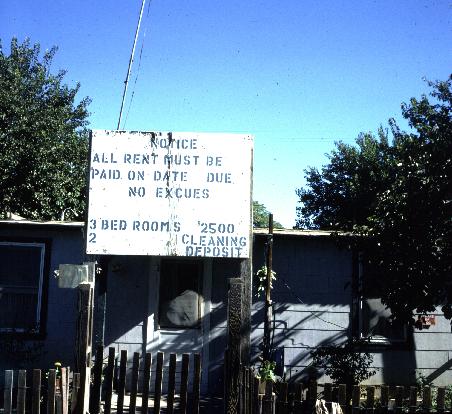 NOTICE
ALL RENT MUST BE
PAID ON DATE DUE
NO EXCUES
3 BED ROOMS $2500
2 CLEANING
DEPOSIT